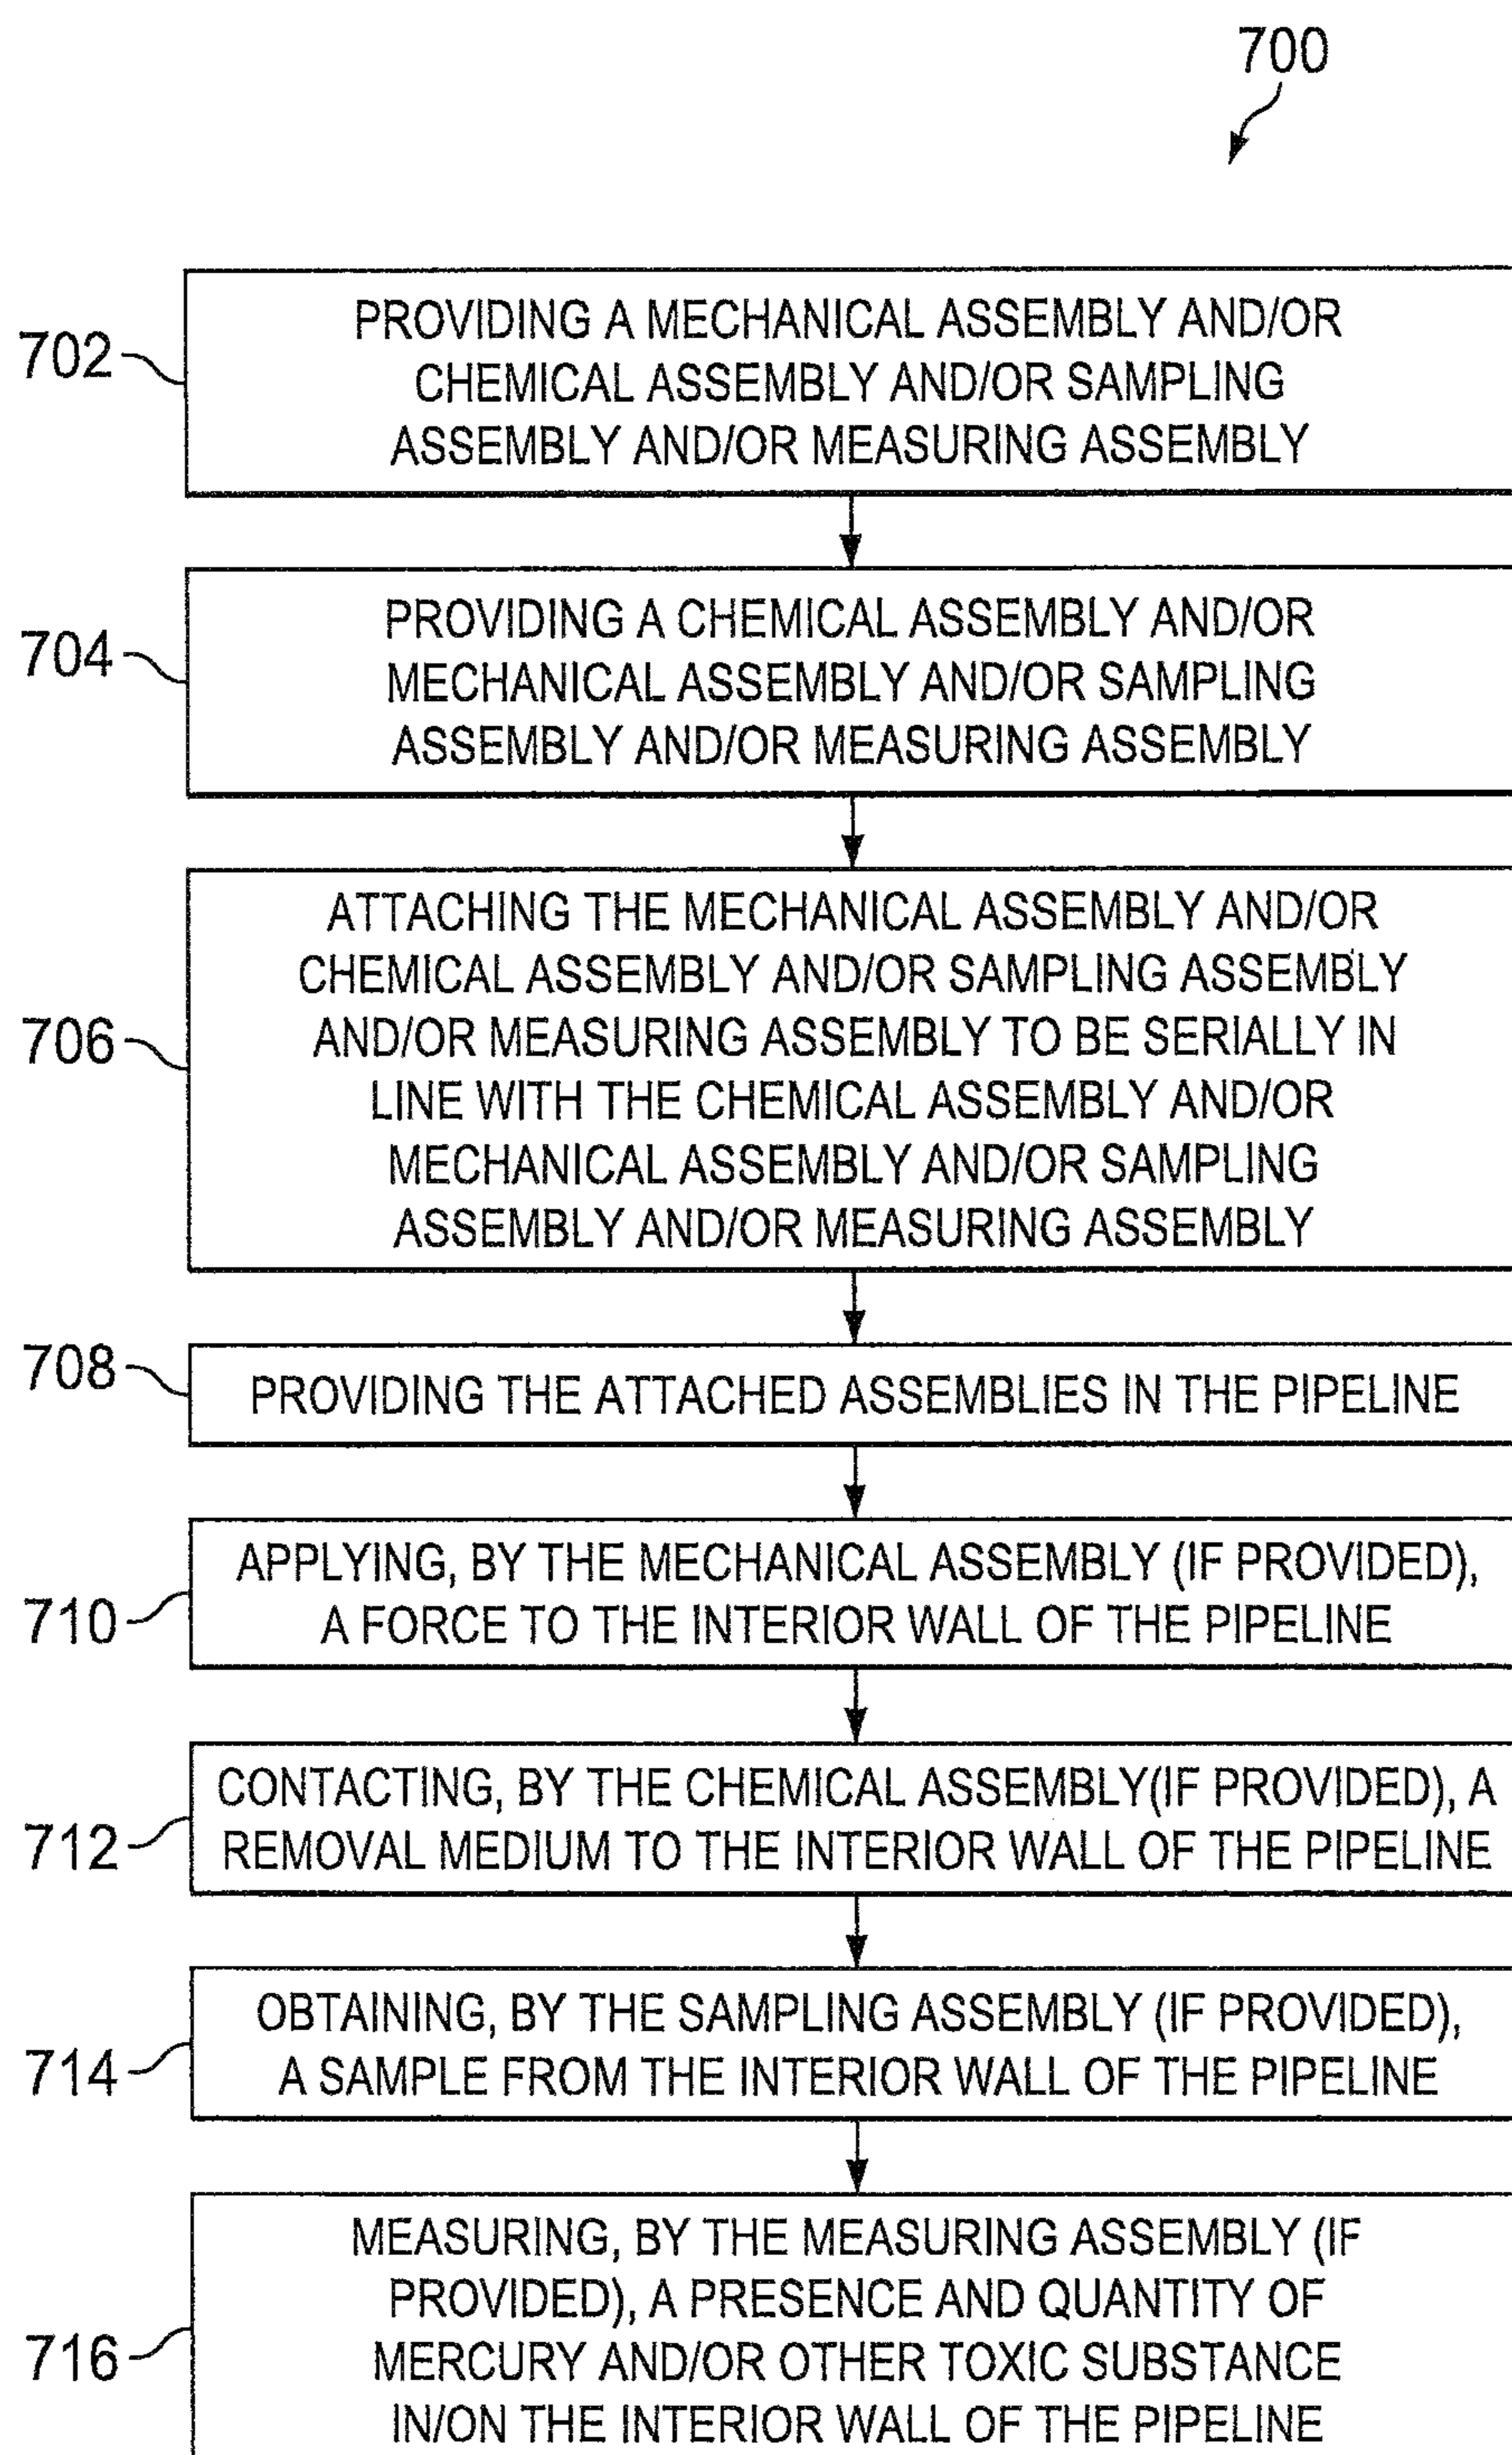 700
702
PROVIDING A MECHANICAL ASSEMBLY AND/OR
CHEMICAL ASSEMBLY AND/OR SAMPLING
ASSEMBLY AND/OR MEASURING ASSEMBLY
704
PROVIDING A CHEMICAL ASSEMBLY AND/OR
MECHANICAL ASSEMBLY AND/OR SAMPLING
ASSEMBLY AND/OR MEASURING ASSEMBLY
706
ATTACHING THE MECHANICAL ASSEMBLY AND/OR
CHEMICAL ASSEMBLY AND/OR SAMPLING ASSEMBLY
AND/OR MEASURING ASSEMBLY TO BE SERIALLY IN
LINE WITH THE CHEMICAL ASSEMBLY AND/OR
MECHANICAL ASSEMBLY AND/OR SAMPLING
ASSEMBLY AND/OR MEASURING ASSEMBLY
708
PROVIDING THE ATTACHED ASSEMBLIES IN THE PIPELINE
710
APPLYING, BY THE MECHANICAL ASSEMBLY (IF PROVIDED),
A FORCE TO THE INTERIOR WALL OF THE PIPELINE
712
CONTACTING, BY THE CHEMICAL ASSEMBLY(IF PROVIDED), A
REMOVAL MEDIUM TO THE INTERIOR WALL OF THE PIPELINE
714
OBTAINING, BY THE SAMPLING ASSEMBLY (IF PROVIDED),
A SAMPLE FROM THE INTERIOR WALL OF THE PIPELINE
716
MEASURING, BY THE MEASURING ASSEMBLY (IF
PROVIDED), A PRESENCE AND QUANTITY OF
MERCURY AND/OR OTHER TOXIC SUBSTANCE
IN/ON THE INTERIOR WALL OF THE PIPELINE